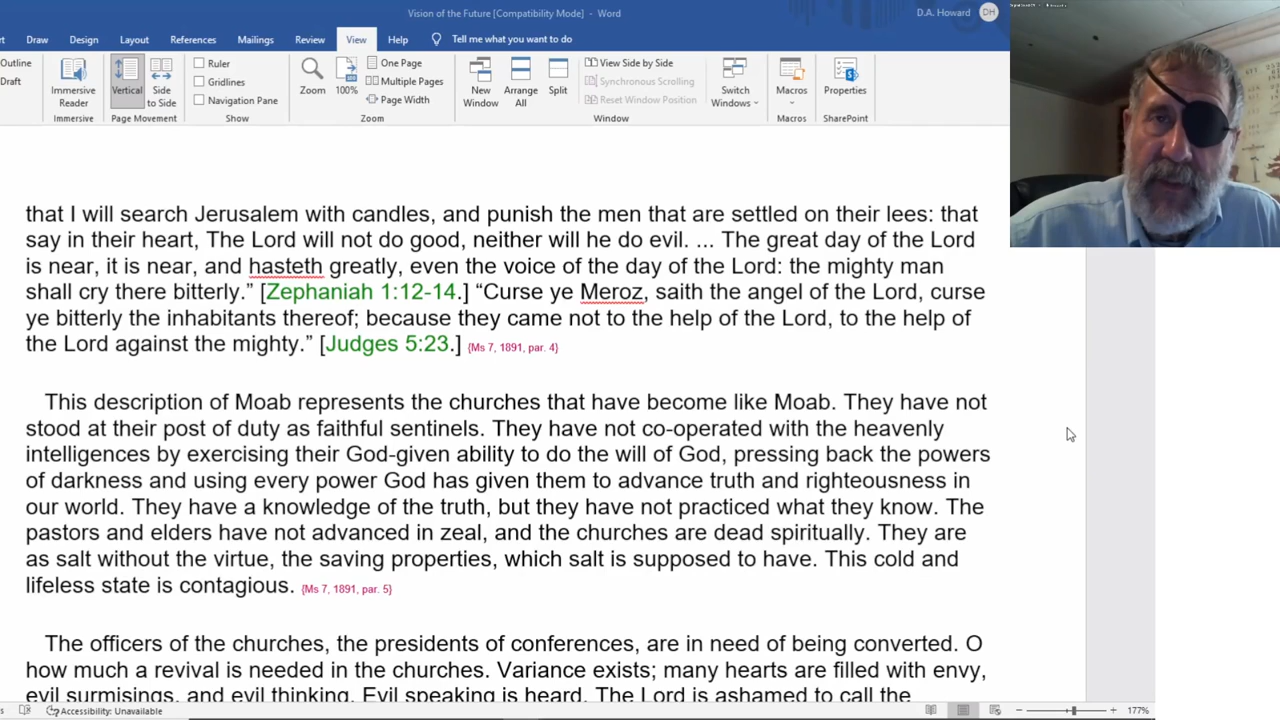 Vision of the Future [Compatibility Mode] - Word
D.A. Howard DH
Draw Design Layout References Mailings Review View Help Tell me what you want to do
Outline
Draft
Immersive Reader
Immersive
Vertical
Side to Side
Page Movement
Ruler
Gridlines
Navigation Pane
Show
Zoom
100%
One Page
Multiple Pages
Page Width
Zoom
New Window
Arrange All
Split
View Side by Side
Synchronous Scrolling
Reset Window Position
Switch Windows
Window
Macros
Macros
Properties
SharePoint
that I will search Jerusalem with candles, and punish the men that are settled on their lees: that
say in their heart, The Lord will not do good, neither will he do evil. ... The great day of the Lord
is near, it is near, and hasteth greatly, even the voice of the day of the Lord: the mighty man
shall cry there bitterly.” [Zephaniah 1:12-14.] “Curse ye Meroz, saith the angel of the Lord, curse
ye bitterly the inhabitants thereof; because they came not to the help of the Lord, to the help of
the Lord against the mighty.” [Judges 5:23.] {Ms 7, 1891, par. 4}
This description of Moab represents the churches that have become like Moab. They have not
stood at their post of duty as faithful sentinels. They have not co-operated with the heavenly
intelligences by exercising their God-given ability to do the will of God, pressing back the powers
of darkness and using every power God has given them to advance truth and righteousness in
our world. They have a knowledge of the truth, but they have not practiced what they know. The
pastors and elders have not advanced in zeal, and the churches are dead spiritually. They are
as salt without the virtue, the saving properties, which salt is supposed to have. This cold and
lifeless state is contagious. {Ms 7, 1891, par. 5}
The officers of the churches, the presidents of conferences, are in need of being converted. O
how much a revival is needed in the churches. Variance exists; many hearts are filled with envy,
evil surmisings, and evil thinking. Evil speaking is heard. The Lord is ashamed to call the
Accessibility: Unavailable
177%